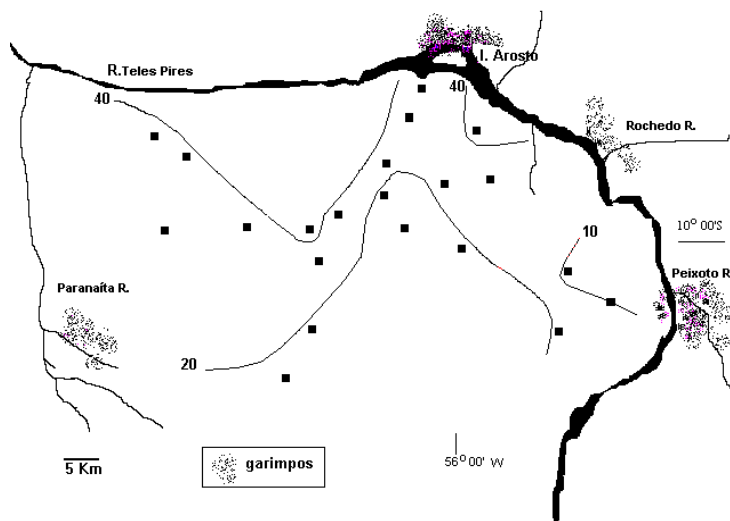 I. Arosto
R.Teles Pires
40
40
Rochedo R.
10° 00'S
10
Peixoto R
Paranaíta R.
20
5 Km
garimpos
56° 00' W